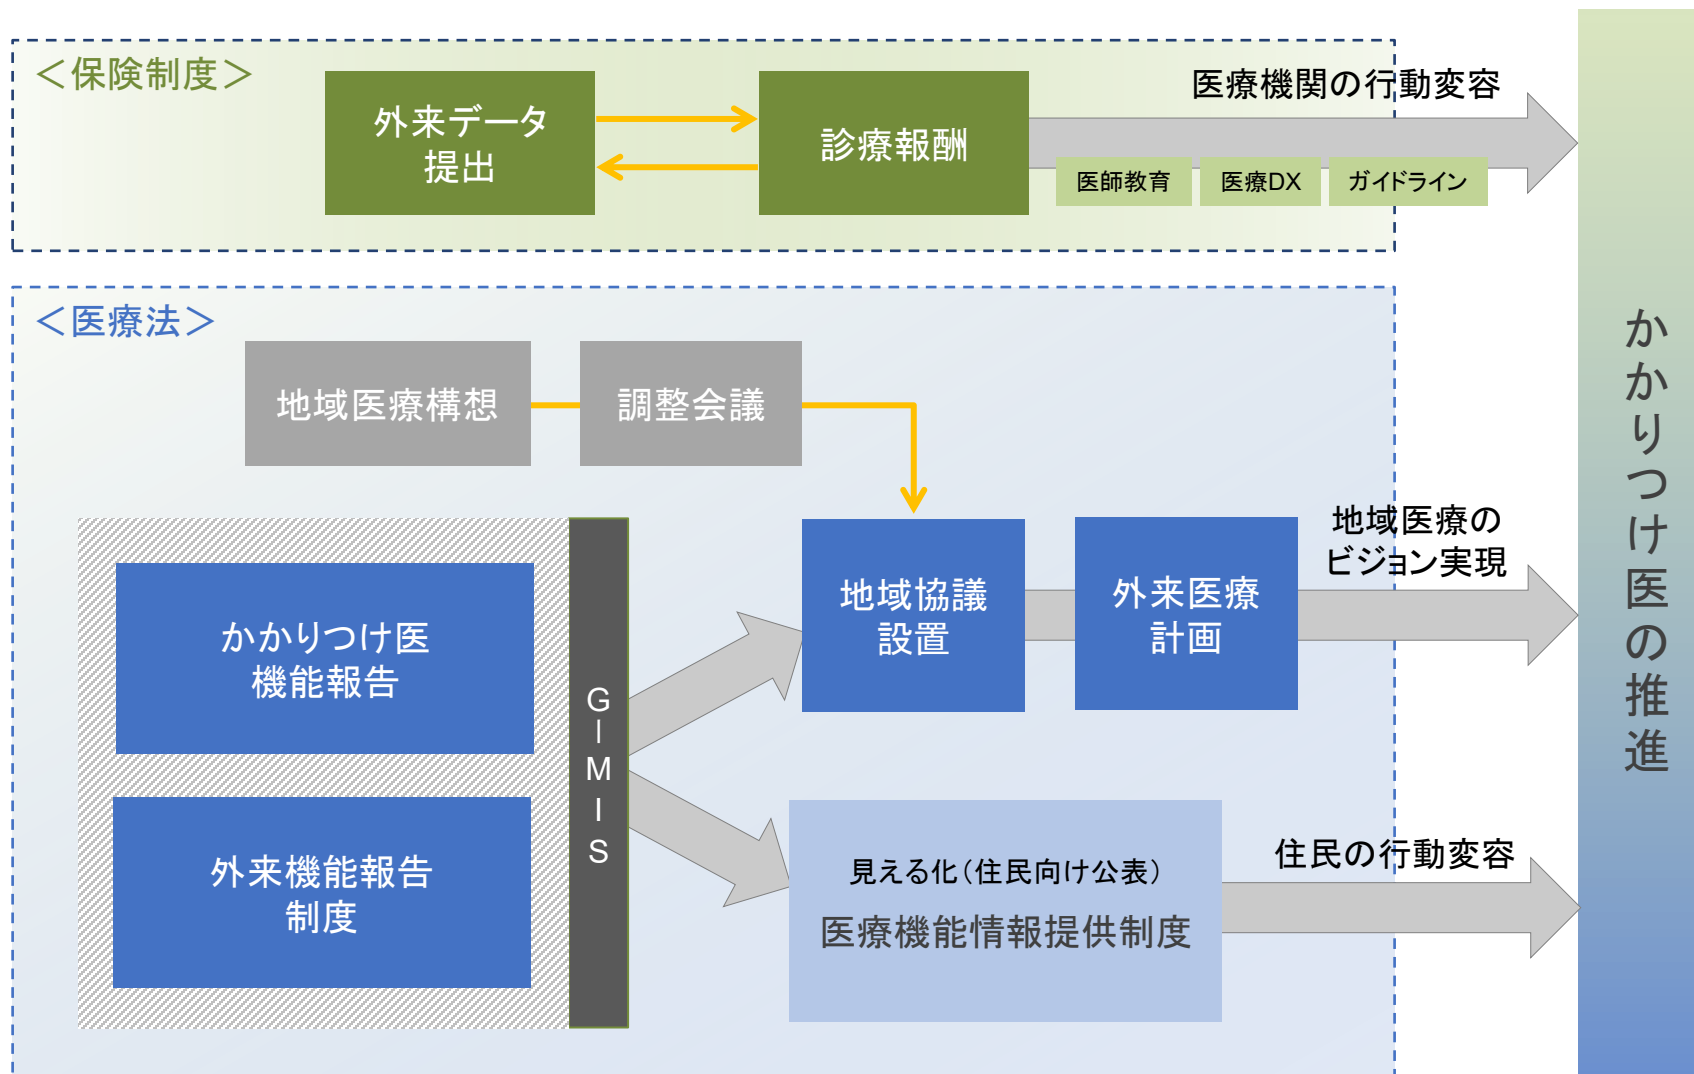 ＜保険制度＞
外来データ
提出
診療報酬
医療機関の行動変容
医師教育
医療DX
ガイドライン
＜医療法＞
地域医療構想
調整会議
かかりつけ医
機能報告
外来機能報告
制度
G－MIS
地域協議
設置
外来医療
計画
地域医療の
ビジョン実現
見える化（住民向け公表）
医療機能情報提供制度
住民の行動変容
かかりつけ医の推進